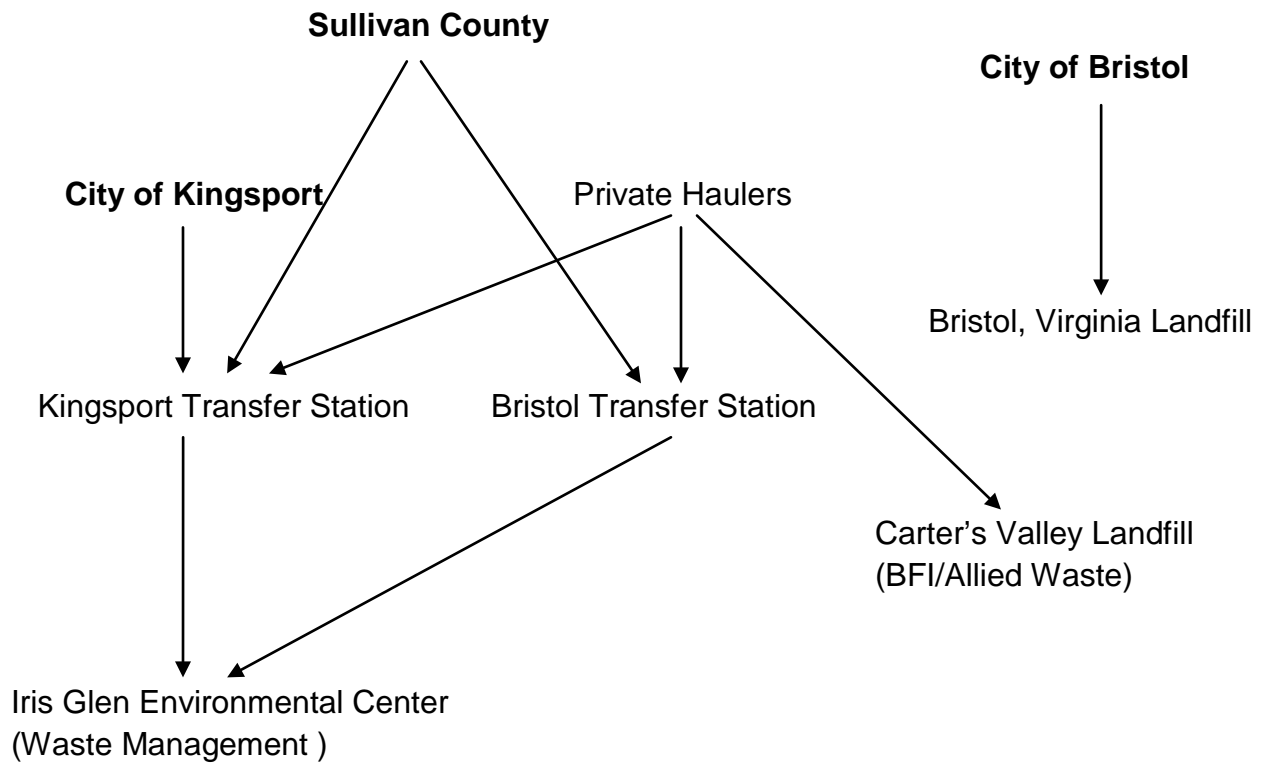 Sullivan County
City of Bristol
City of Kingsport
Private Haulers
Bristol, Virginia Landfill
Kingsport Transfer Station
Bristol Transfer Station
Carter’s Valley Landfill
(BFI/Allied Waste)
Iris Glen Environmental Center
(Waste Management )